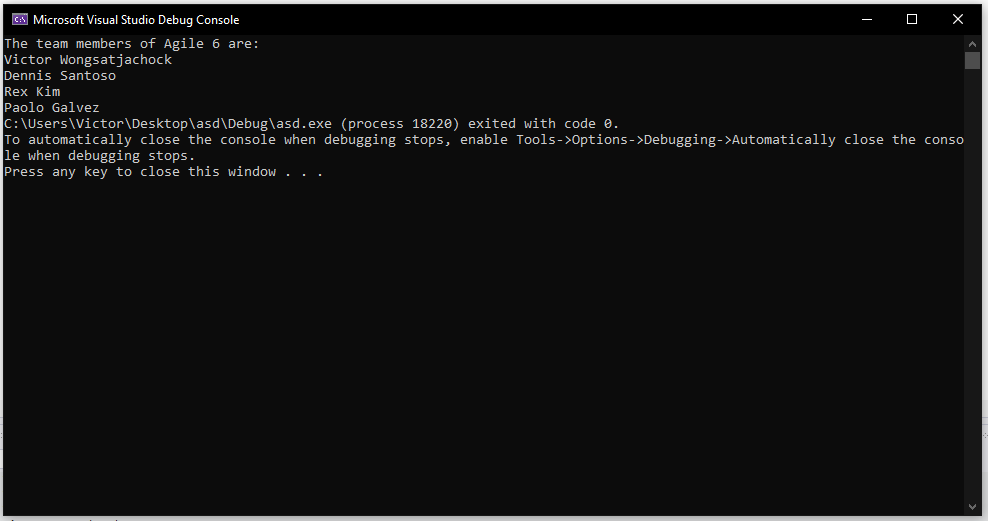 Microsoft Visual Studio Debug Console
The team members of Agile 6 are:
Victor Wongsatjachock
Dennis Santoso
Rex Kim
Paolo Galvez
C:\Users\Victor\Desktop\asd\Debug\asd.exe (process 18220) exited with code 0.
To automatically close the console when debugging stops, enable Tools->Options->Debugging->Automatically close the conso
le when debugging stops.
Press any key to close this window . . .